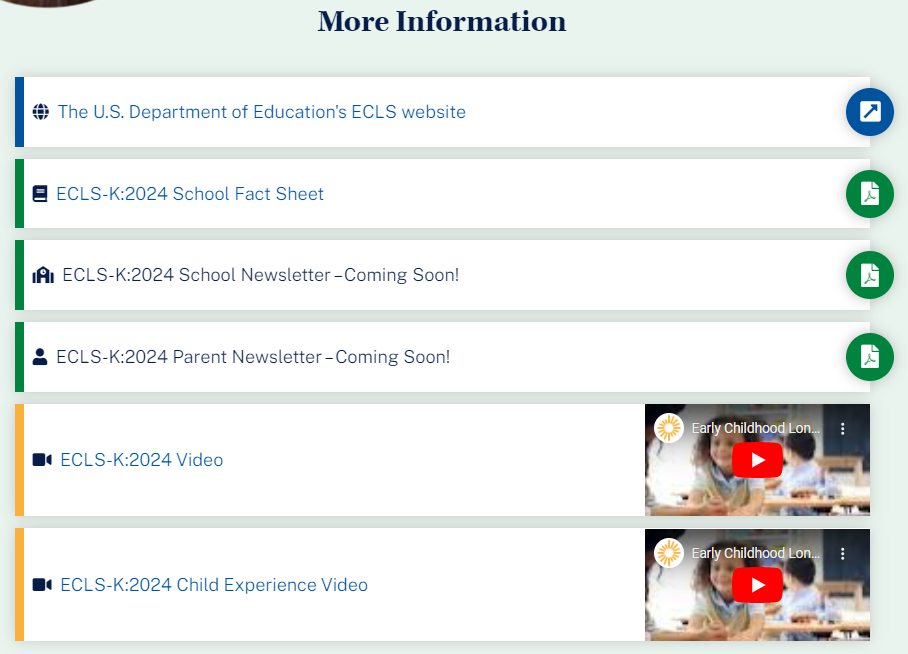 More Information
The U.S. Department of Education's ECLS website
ECLS-K:2024 School Fact Sheet
ECLS-K:2024 School Newsletter – Coming Soon!
ECLS-K:2024 Parent Newsletter – Coming Soon!
ECLS-K:2024 Video
Early Childhood Lon...
ECLS-K:2024 Child Experience Video
Early Childhood Lon...